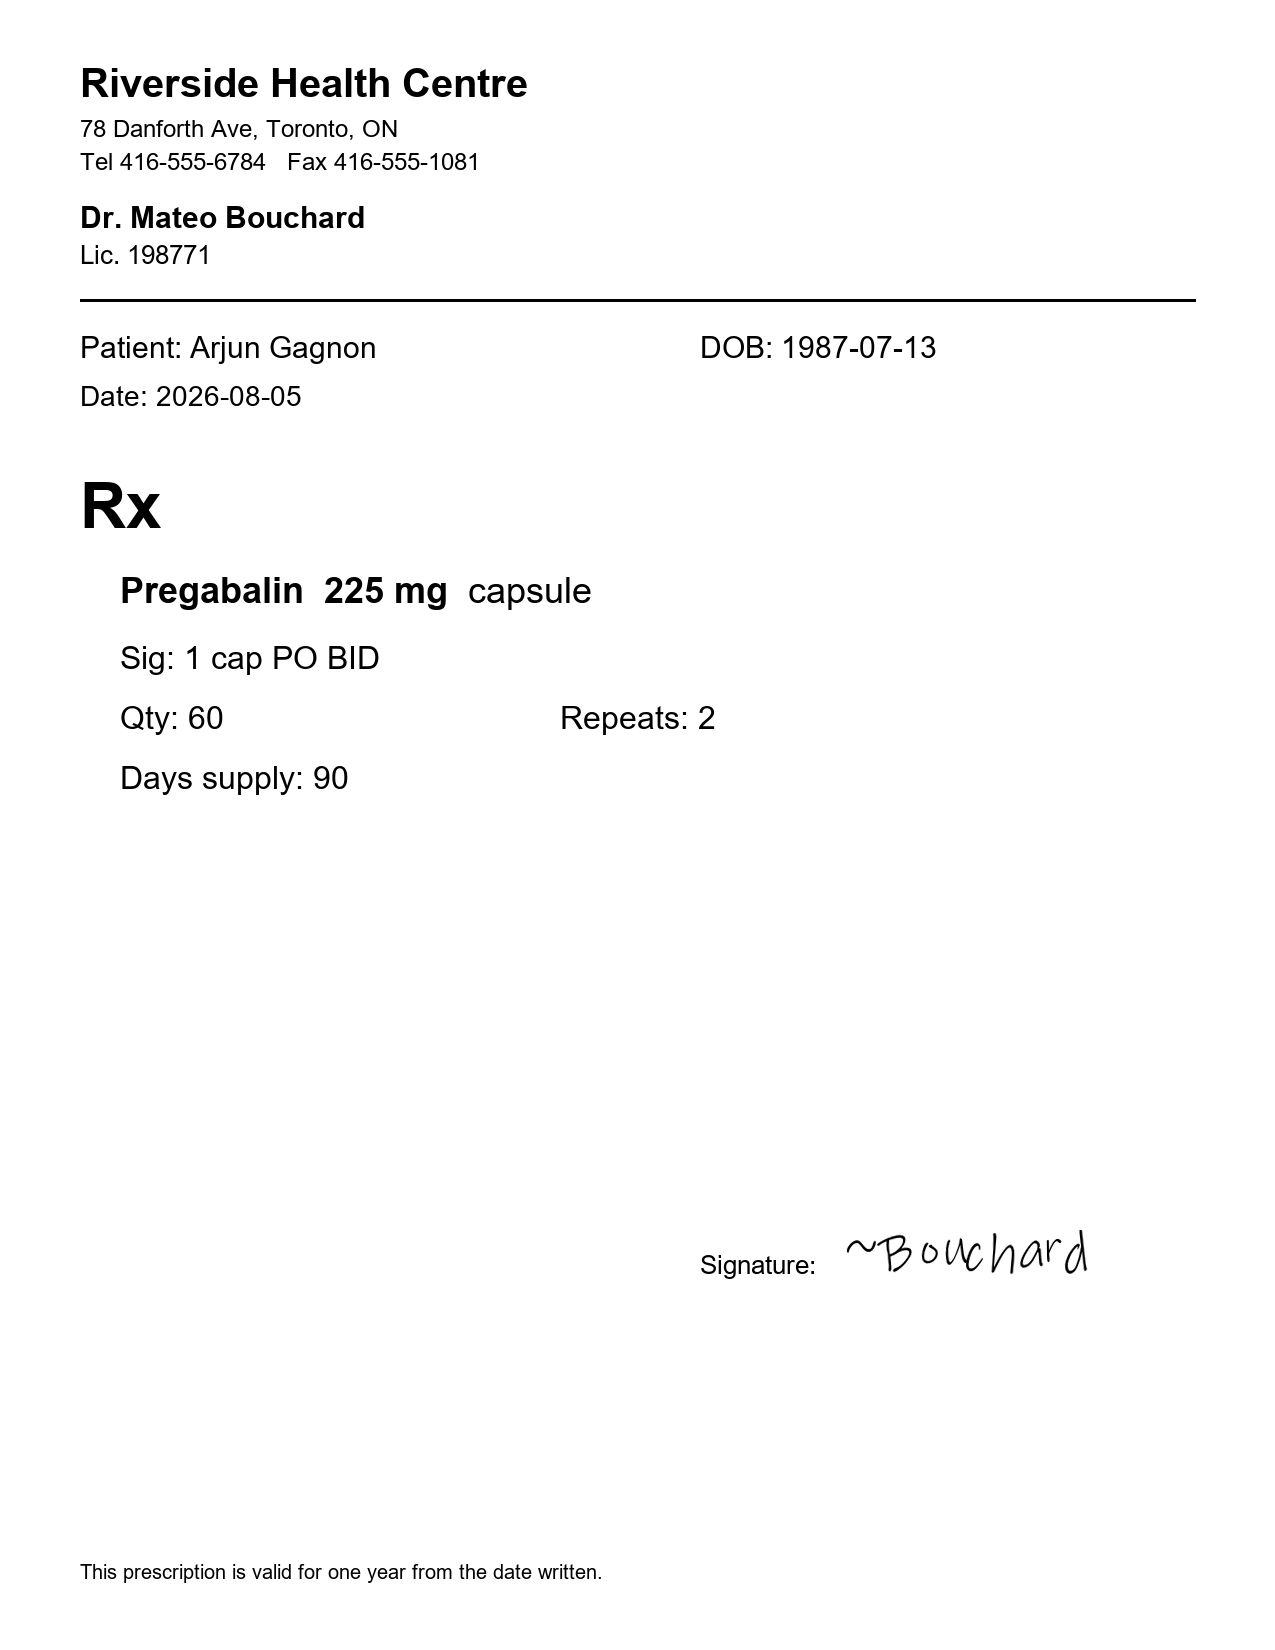 Riverside Health Centre
78 Danforth Ave, Toronto, ON
Tel 416-555-6784   Fax 416-555-1081
Dr. Mateo Bouchard
Lic. 198771
Patient: Arjun Gagnon   DOB: 1987-07-13
Date: 2026-08-05
Rx
Pregabalin  225 mg  capsule
Sig: 1 cap PO BID
Qty: 60   Repeats: 2
Days supply: 90
Signature: ~Bouchard
This prescription is valid for one year from the date written.